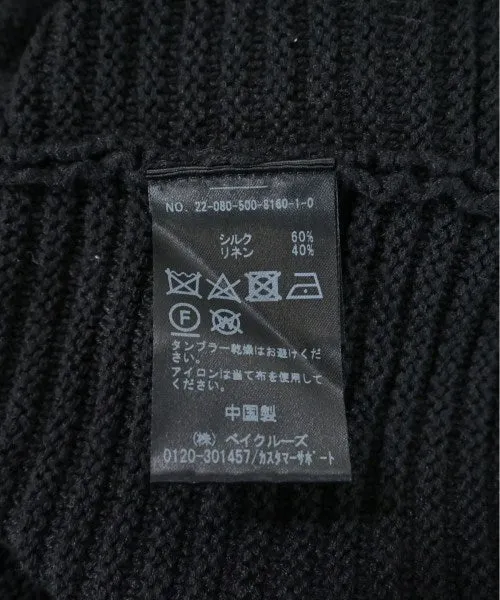 NO. 22-080-500-6160-1-0
シルク 60%
リネン 40%
F W
タンブラー乾燥はお避けくだ
さい。
アイロンは当て布を使用して
ください。
中国製
(株) ベイクルーズ
0120-301457/カスタマーサポート